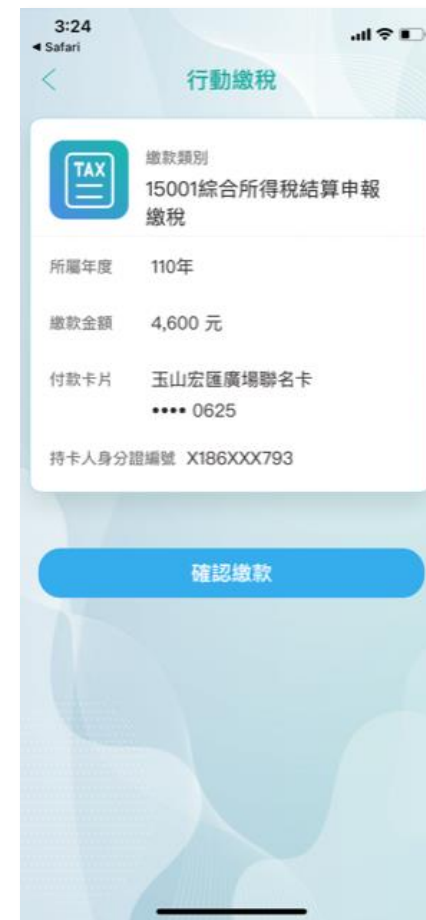 3:24
◀ Safari
行動繳稅
TAX
繳款類別
15001綜合所得稅結算申報
繳稅
所屬年度 110年
繳款金額 4,600 元
付款卡片 玉山宏匯廣場聯名卡
•••• 0625
持卡人身分證編號 X186XXX793
確認繳款